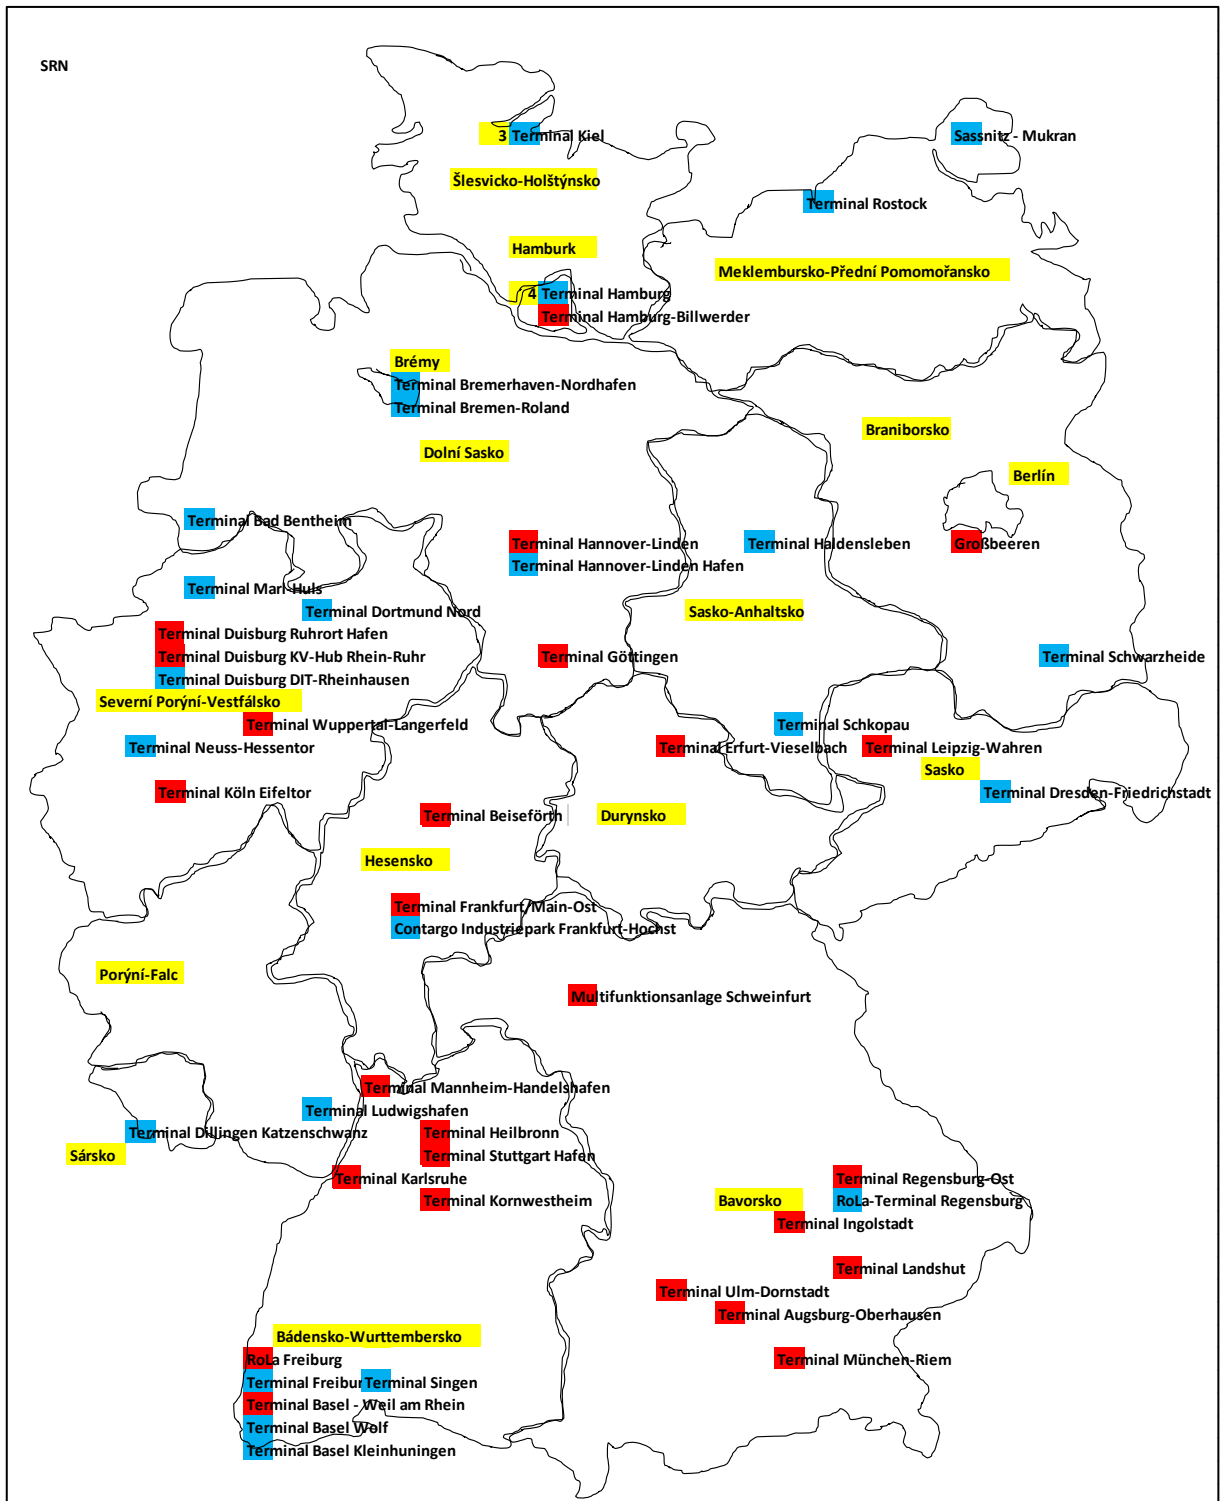 SRN
3 Terminal Kiel
Sassnitz - Mukran
Šlesvicko-Holštýnsko
Terminal Rostock
Hamburk
Meklembursko-Přední Pomomořansko
4 Terminal Hamburg
Terminal Hamburg-Billwerder
Brémy
Terminal Bremerhaven-Nordhafen
Terminal Bremen-Roland
Braniborsko
Dolní Sasko
Berlín
Terminal Bad Bentheim
Terminal Hannover-Linden
Terminal Haldensleben
Großbeeren
Terminal Hannover-Linden Hafen
Terminal Marl-Huls
Terminal Dortmund Nord
Sasko-Anhaltsko
Terminal Duisburg Ruhrort Hafen
Terminal Duisburg KV-Hub Rhein-Ruhr
Terminal Göttingen
Terminal Schwarzheide
Terminal Duisburg DIT-Rheinhausen
Severní Porýní-Vestfálsko
Terminal Wuppertal-Langerfeld
Terminal Schkopau
Terminal Neuss-Hessentor
Terminal Erfurt-Vieselbach
Terminal Leipzig-Wahren
Sasko
Terminal Köln Eifeltor
Terminal Dresden-Friedrichstadt
Terminal Beiseförth
Durynsko
Hesensko
Terminal Frankfurt/Main-Ost
Contargo Industriepark Frankfurt-Hochst
Porýní-Falc
Multifunktionsanlage Schweinfurt
Terminal Mannheim-Handelshafen
Terminal Ludwigshafen
Terminal Dillingen Katzenschwanz
Terminal Heilbronn
Sársko
Terminal Stuttgart Hafen
Terminal Karlsruhe
Terminal Regensburg-Ost
Terminal Kornwestheim
Bavorsko
RoLa-Terminal Regensburg
Terminal Ingolstadt
Terminal Landshut
Terminal Ulm-Dornstadt
Terminal Augsburg-Oberhausen
Bádensko-Wurttembersko
RoLa Freiburg
Terminal München-Riem
Terminal Freibur
Terminal Singen
Terminal Basel - Weil am Rhein
Terminal Basel Wolf
Terminal Basel Kleinhuningen